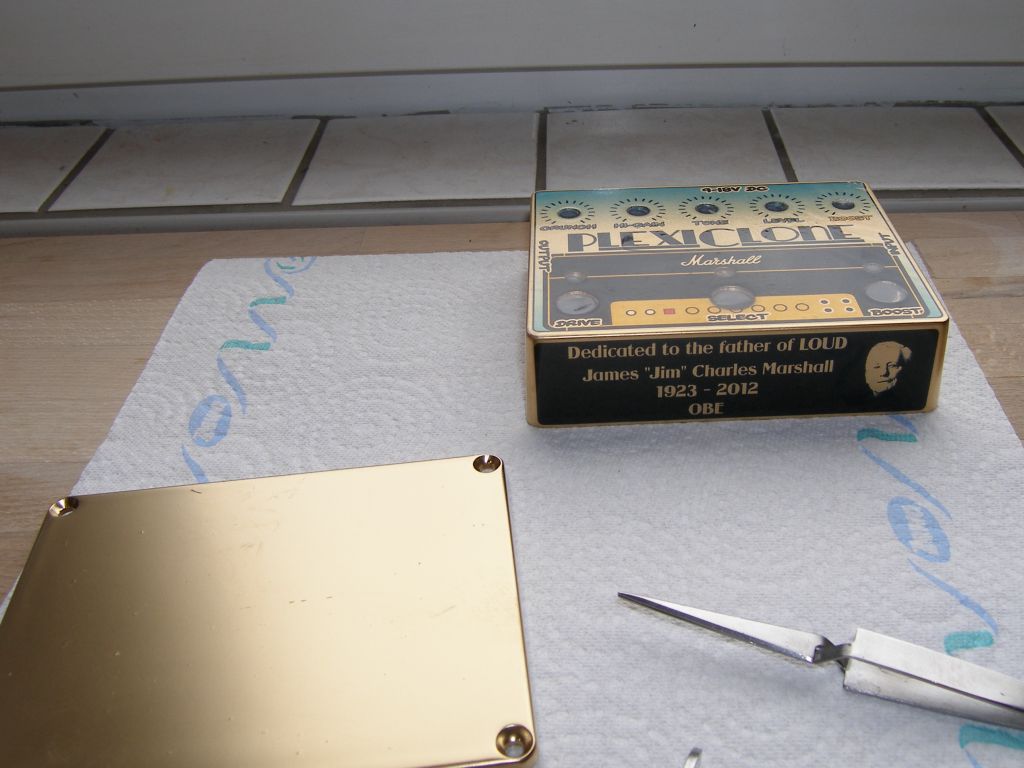 9-18V DC
CRUNCH HI-GAIN TONE LEVEL BOOST
PLEXICLONE
OUTPUT
INPUT
Marshall
DRIVE SELECT BOOST
Dedicated to the father of LOUD
James "Jim" Charles Marshall
1923 - 2012
OBE